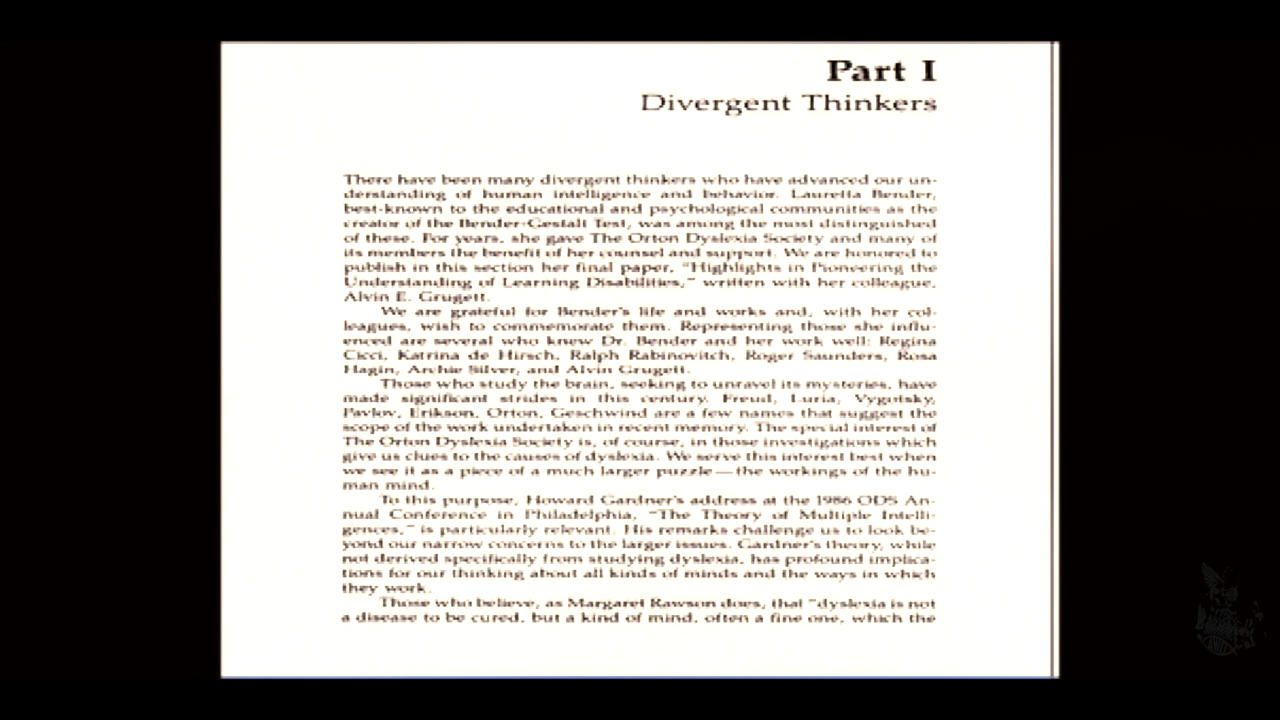 Part I
Divergent Thinkers
There have been many divergent thinkers who have advanced our un-
derstanding of human intelligence and behavior. Lauretta Bender,
best-known to the educational and psychological communities as the
creator of the Bender-Gestalt Test, was among the most distinguished
of these. For years, she gave The Orton Dyslexia Society and many of
its members the benefit of her counsel and support. We are honored to
publish in this section her final paper, "Highlights in Pioneering the
Understanding of Learning Disabilities," written with her colleague,
Alvin E. Grugett.
We are grateful for Bender's life and works and, with her col-
leagues, wish to commemorate them. Representing those she influ-
enced are several who knew Dr. Bender and her work well: Regina
Cicci, Katrina de Hirsch, Ralph Rabinovitch, Roger Saunders, Rosa
Hagin, Archie Silver, and Alvin Grugett.
Those who study the brain, seeking to unravel its mysteries, have
made significant strides in this century. Freud, Luria, Vygotsky,
Pavlov, Erikson, Orton, Geschwind are a few names that suggest the
scope of the work undertaken in recent memory. The special interest of
The Orton Dyslexia Society is, of course, in those investigations which
give us clues to the causes of dyslexia. We serve this interest best when
we see it as a piece of a much larger puzzle—the workings of the hu-
man mind.
To this purpose, Howard Gardner's address at the 1986 ODS An-
nual Conference in Philadelphia, "The Theory of Multiple Intelli-
gences," is particularly relevant. His remarks challenge us to look be-
yond our narrow concerns to the larger issues. Gardner's theory, while
not derived specifically from studying dyslexia, has profound implica-
tions for our thinking about all kinds of minds and the ways in which
they work.
Those who believe, as Margaret Rawson does, that "dyslexia is not
a disease to be cured, but a kind of mind, often a fine one, which the